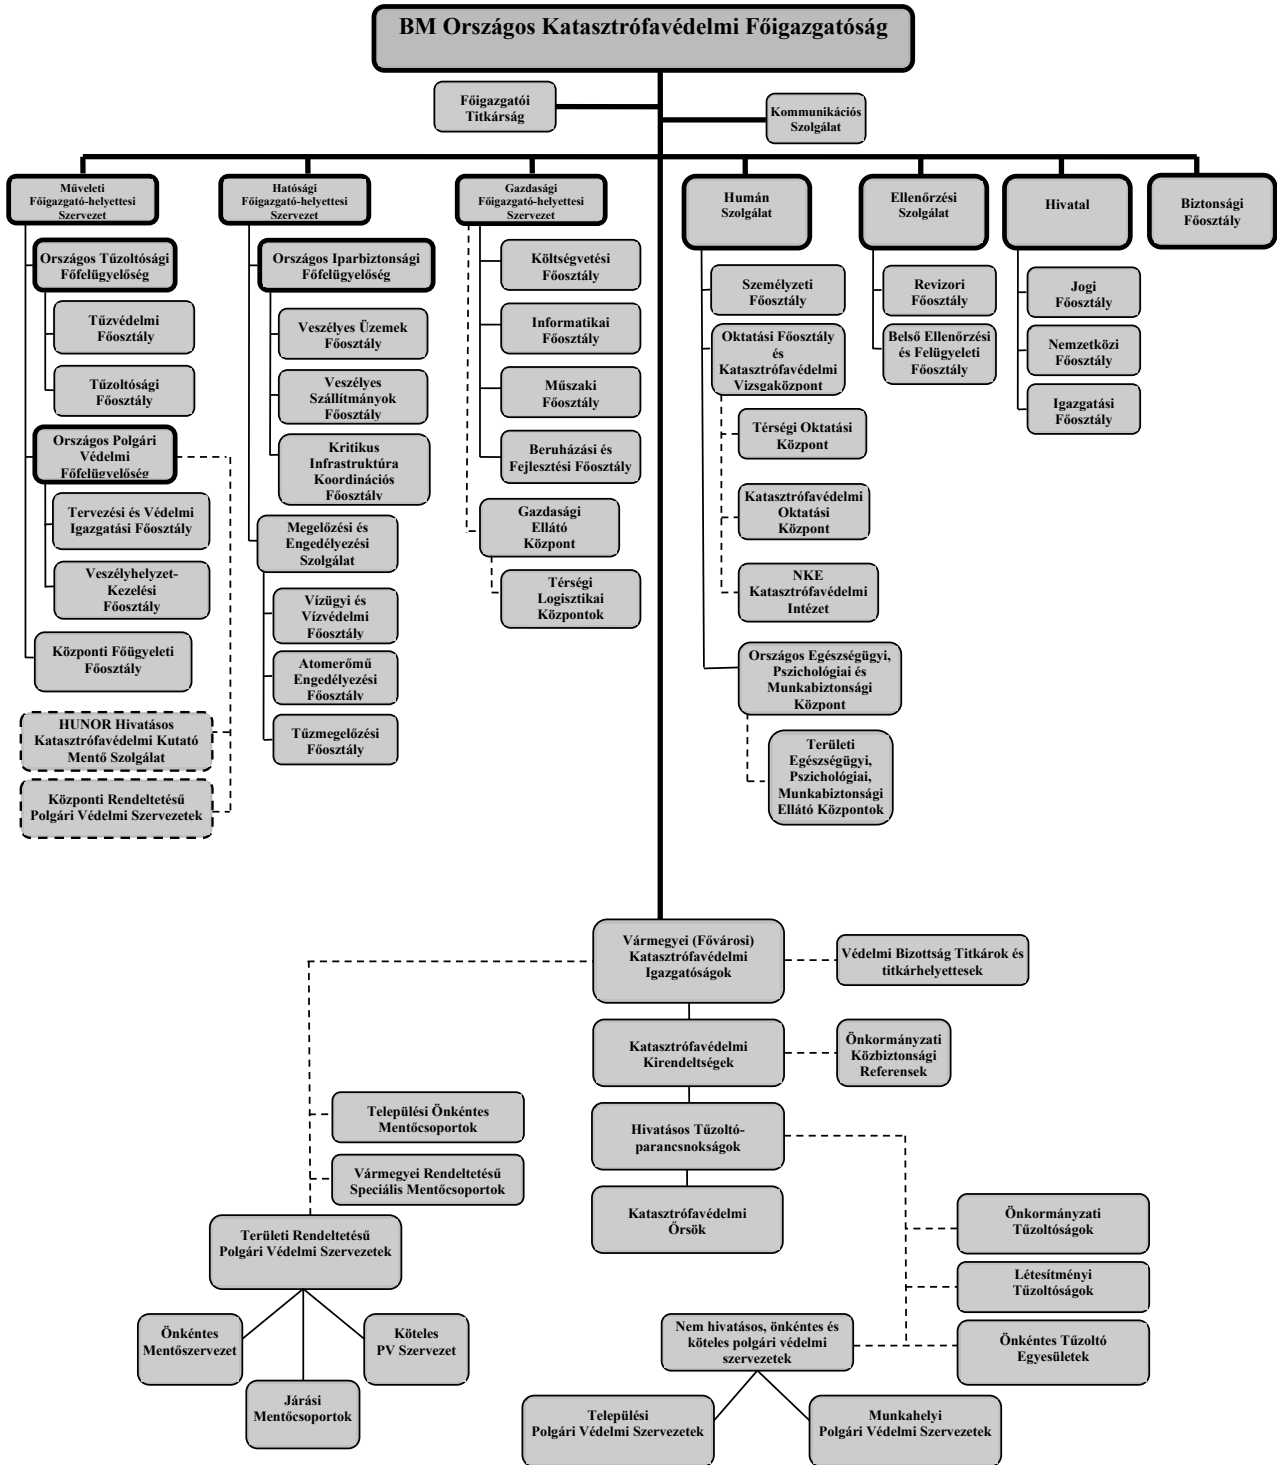 BM Országos Katasztrófavédelmi Főigazgatóság
Főigazgatói
Titkárság
Kommunikációs
Szolgálat
Műveleti
Főigazgató-helyettesi
Szervezet
Hatósági
Főigazgató-helyettesi
Szervezet
Gazdasági
Főigazgató-helyettesi
Szervezet
Humán
Szolgálat
Ellenőrzési
Szolgálat
Hivatal
Biztonsági
Főosztály
Országos Tűzoltósági
Főfelügyelőség
Tűzvédelmi
Főosztály
Tűzoltósági
Főosztály
Országos Polgári
Védelmi
Főfelügyelőség
Tervezési és Védelmi
Igazgatási Főosztály
Veszélyhelyzet-
Kezelési
Főosztály
Központi Főügyeleti
Főosztály
HUNOR Hivatásos
Katasztrófavédelmi Kutató
Mentő Szolgálat
Központi Rendeltetésű
Polgári Védelmi Szervezetek
Országos Iparbiztonsági
Főfelügyelőség
Veszélyes Üzemek
Főosztály
Veszélyes
Szállítmányok
Főosztály
Kritikus
Infrastruktúra
Koordinációs
Főosztály
Megelőzési és
Engedélyezési
Szolgálat
Vízügyi és
Vízvédelmi
Főosztály
Atomerőmű
Engedélyezési
Főosztály
Tűzmegelőzési
Főosztály
Költségvetési
Főosztály
Informatikai
Főosztály
Műszaki
Főosztály
Beruházási és
Fejlesztési Főosztály
Gazdasági
Ellátó
Központ
Térségi
Logisztikai
Központok
Személyzeti
Főosztály
Oktatási Főosztály
és
Katasztrófavédelmi
Vizsgaközpont
Térségi Oktatási
Központ
Katasztrófavédelmi
Oktatási
Központ
NKE
Katasztrófavédelmi
Intézet
Országos Egészségügyi,
Pszichológiai és
Munkabiztonsági
Központ
Területi
Egészségügyi,
Pszichológiai,
Munkabiztonsági
Ellátó Központok
Revizori
Főosztály
Belső Ellenőrzési
és Felügyeleti
Főosztály
Jogi
Főosztály
Nemzetközi
Főosztály
Igazgatási
Főosztály
Vármegyei (Fővárosi)
Katasztrófavédelmi
Igazgatóságok
Védelmi Bizottság Titkárok és
titkárhelyettesek
Katasztrófavédelmi
Kirendeltségek
Önkormányzati
Közbiztonsági
Referensek
Települési Önkéntes
Mentőcsoportok
Hivatásos Tűzoltó-
parancsnokságok
Vármegyei Rendeltetésű
Speciális Mentőcsoportok
Katasztrófavédelmi
Őrsök
Területi Rendeltetésű
Polgári Védelmi Szervezetek
Önkéntes
Mentőszervezet
Köteles
PV Szervezet
Járási
Mentőcsoportok
Önkormányzati
Tűzoltóságok
Létesítményi
Tűzoltóságok
Önkéntes Tűzoltó
Egyesületek
Nem hivatásos, önkéntes és
köteles polgári védelmi
szervezetek
Települési
Polgári Védelmi Szervezetek
Munkahelyi
Polgári Védelmi Szervezetek